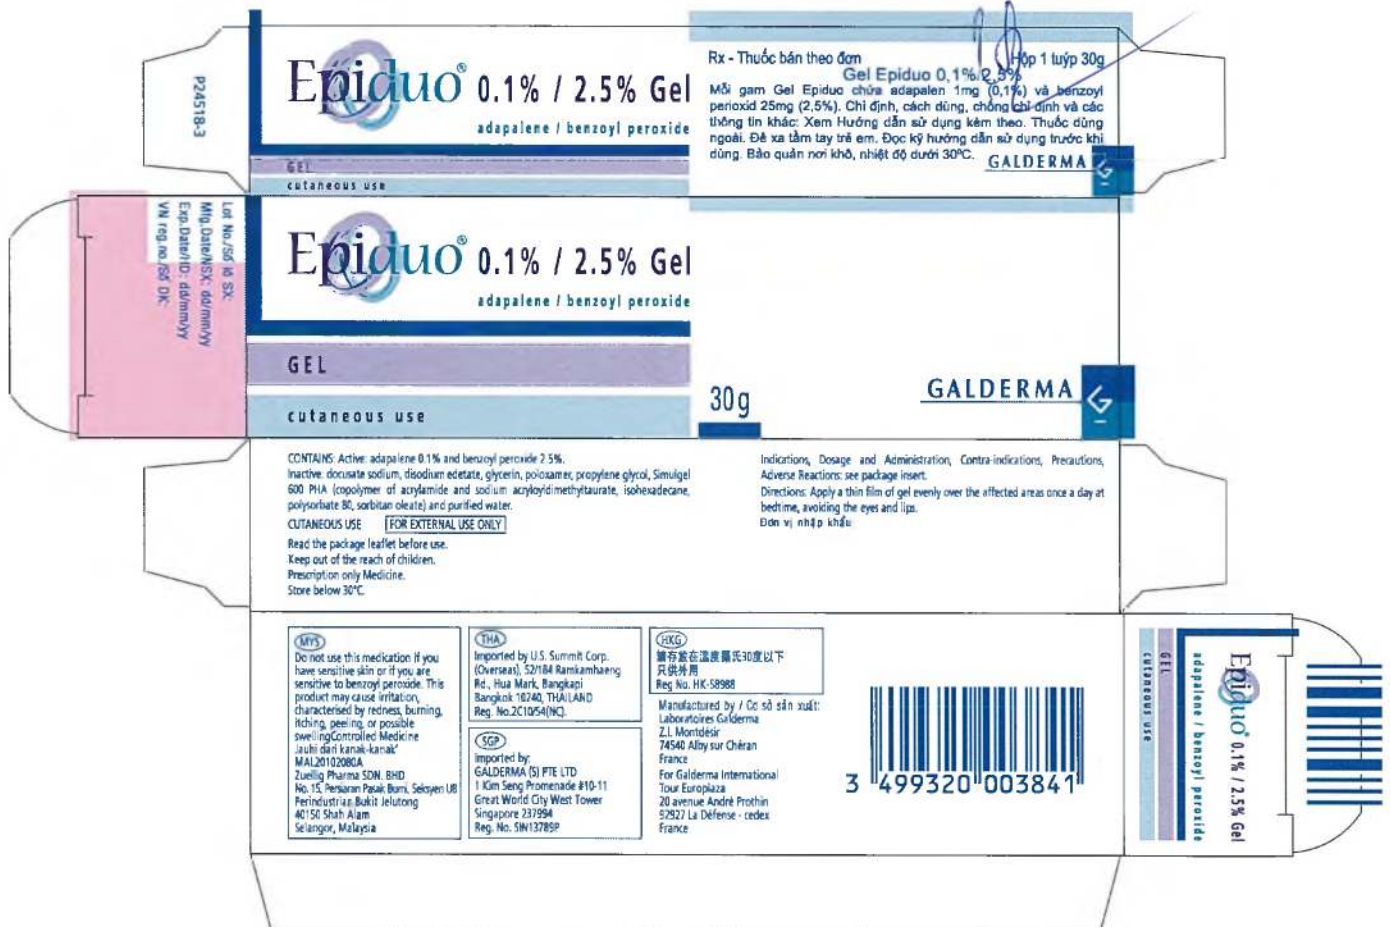 P24518-3
Epiduo® 0.1% / 2.5% Gel
adapalene / benzoyl peroxide
GEL
cutaneous use
Rx - Thuốc bán theo đơn
Hộp 1 tuýp 30g
Gel Epiduo 0,1%/2,5%
Mỗi gam Gel Epiduo chứa adapalen 1mg (0,1%) và benzoyl
perioxid 25mg (2,5%). Chỉ định, cách dùng, chống chỉ định và các
thông tin khác: Xem Hướng dẫn sử dụng kèm theo. Thuốc dùng
ngoài. Để xa tầm tay trẻ em. Đọc kỹ hướng dẫn sử dụng trước khi
dùng. Bảo quản nơi khô, nhiệt độ dưới 30ºC.
GALDERMA
Lot No./Số lô SX:
Mfg.Date/NSX: dd/mm/yy
Exp.Date/HD: dd/mm/yy
VN reg.no./Số DK:
Epiduo® 0.1% / 2.5% Gel
adapalene / benzoyl peroxide
GEL
cutaneous use
30g
GALDERMA
CONTAINS: Active: adapalene 0.1% and benzoyl peroxide 2 5%.
Inactive: docusate sodium, disodium edetate, glycerin, poloxamer, propylene glycol, Simulgel
600 PHA (copolymer of acrylamide and sodium acryloyldimethyltaurate, isohexadecane,
polysorbate 80, sorbitan oleate) and purified water.
CUTANEOUS USE FOR EXTERNAL USE ONLY
Read the package leaflet before use.
Keep out of the reach of children.
Prescription only Medicine.
Store below 30°C.
Indications, Dosage and Administration, Contra-indications, Precautions,
Adverse Reactions: see package insert.
Directions: Apply a thin film of gel evenly over the affected areas once a day at
bedtime, avoiding the eyes and lips.
Đơn vị nhập khẩu
MYS
Do not use this medication if you
have sensitive skin or if you are
sensitive to benzoyl peroxide. This
product may cause irritation,
characterised by redness, burning,
itching, peeling, or possible
swellingControlled Medicine
Jauhi dari kanak-kanak'
MAL20102080A
Zuellig Pharma SDN. BHD
No. 15, Persiaran Pasak Bumi, Seksyen U8
Perindustrian Bukit Jelutong
40150 Shah Alam
Selangor, Malaysia
THA
Imported by U.S. Summit Corp.
(Overseas), 52/184 Ramkamhaeng
Rd., Hua Mark, Bangkapi
Bangkok 10240, THAILAND
Reg. No.2C10/54(NC).
SGP
Imported by:
GALDERMA (S) PTE LTD
1 Kim Seng Promenade #10-11
Great World City West Tower
Singapore 237994
Reg. No. SIN13789P
HKG
儲存於在溫度攝氏30度以下
只供外用
Reg No. HK-58988
Manufactured by / Cơ sở sản xuất:
Laboratoires Galderma
Z.I. Montdésir
74540 Alby sur Chéran
France
For Galderma International
Tour Europlaza
20 avenue André Prothin
92927 La Défense - cedex
France
3 499320 003841
Epiduo® 0.1% / 2.5% Gel
adapalene / benzoyl peroxide
GEL
cutaneous use